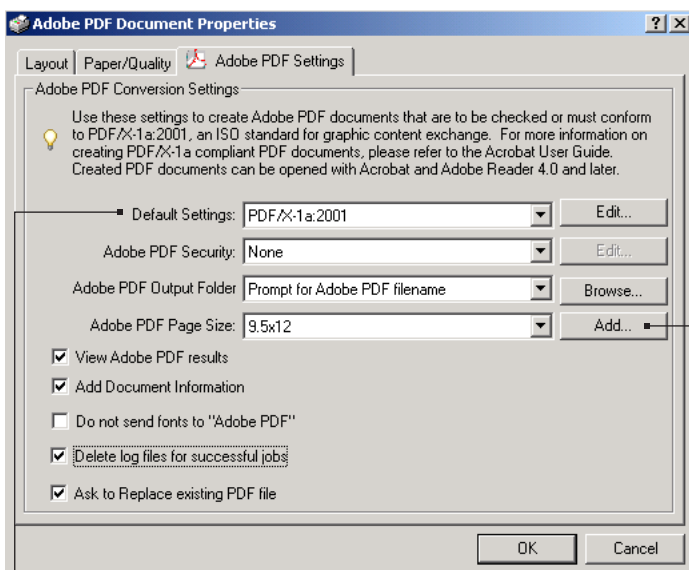 Adobe PDF Document Properties
Layout Paper/Quality Adobe PDF Settings
Adobe PDF Conversion Settings
Use these settings to create Adobe PDF documents that are to be checked or must conform
to PDF/X-1a:2001, an ISO standard for graphic content exchange. For more information on
creating PDF/X-1a compliant PDF documents, please refer to the Acrobat User Guide.
Created PDF documents can be opened with Acrobat and Adobe Reader 4.0 and later.
Default Settings: PDF/X-1a:2001 Edit...
Adobe PDF Security: None Edit...
Adobe PDF Output Folder Prompt for Adobe PDF filename Browse...
Adobe PDF Page Size: 9.5x12 Add...
View Adobe PDF results
Add Document Information
Do not send fonts to "Adobe PDF"
Delete log files for successful jobs
Ask to Replace existing PDF file
OK Cancel